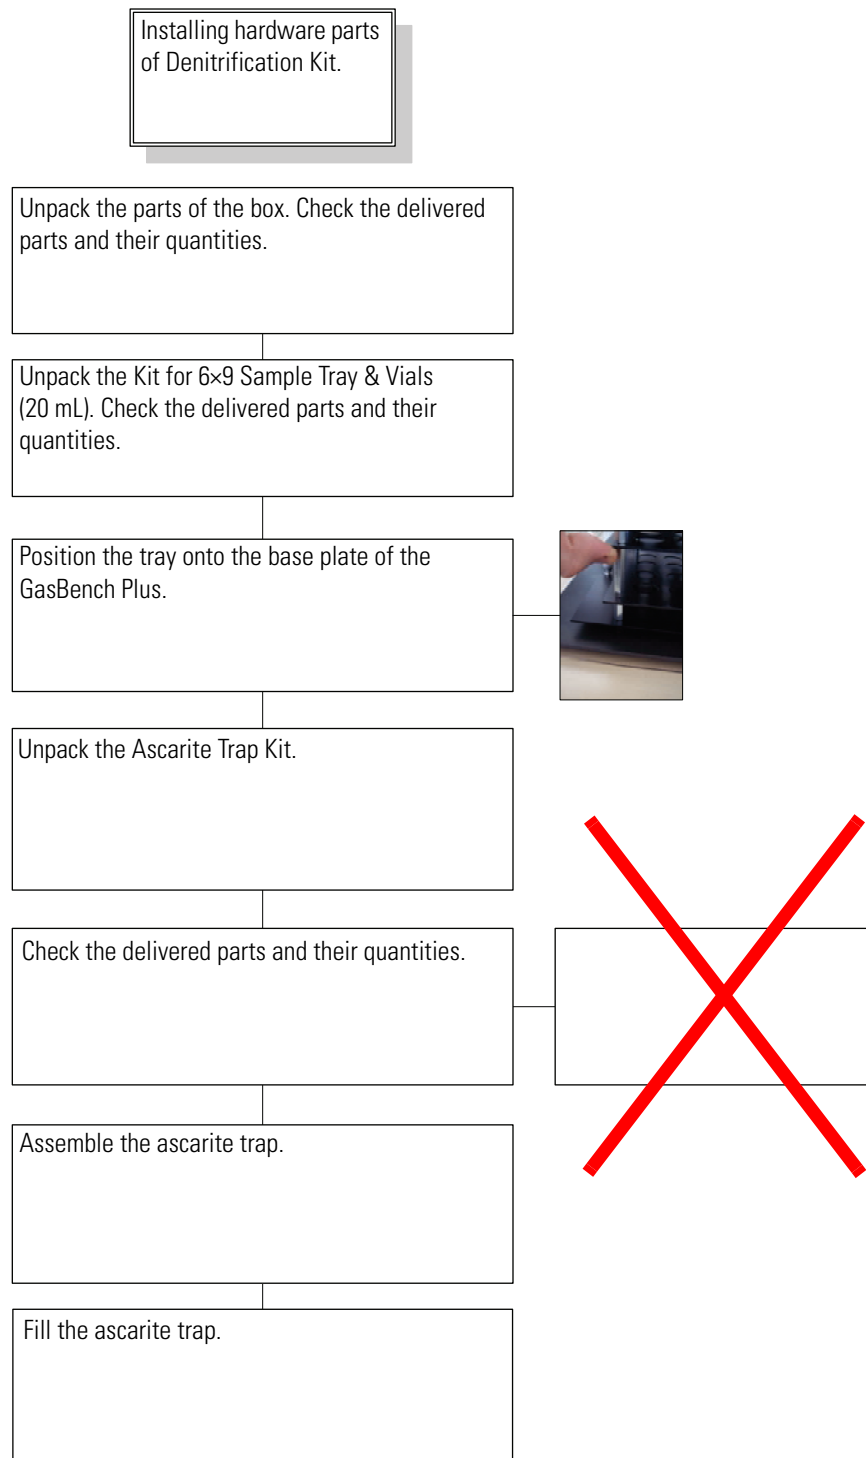 Installing hardware parts
of Denitrification Kit.
Unpack the parts of the box. Check the delivered
parts and their quantities.
Unpack the Kit for 6×9 Sample Tray & Vials
(20 mL). Check the delivered parts and their
quantities.
Position the tray onto the base plate of the
GasBench Plus.
Unpack the Ascarite Trap Kit.
Check the delivered parts and their quantities.
Assemble the ascarite trap.
Fill the ascarite trap.